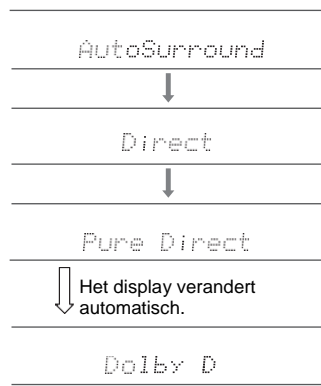 AutoSurround
Direct
Pure Direct
Het display verandert
automatisch.
Dolby D